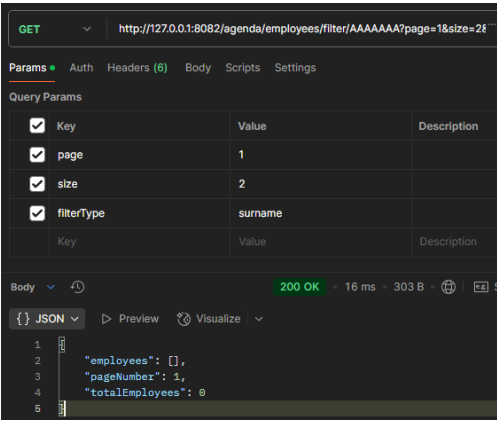 GET http://127.0.0.1:8082/agenda/employees/filter/AAAAAAA?page=1&size=2&
Params Auth Headers (6) Body Scripts Settings
Query Params
Key Value Description
page 1
size 2
filterType surname
Key Value Description
Body 200 OK 16 ms 303 B e.g. S
{} JSON Preview Visualize
1 {
2 "employees": [],
3 "pageNumber": 1,
4 "totalEmployees": 0
5 }